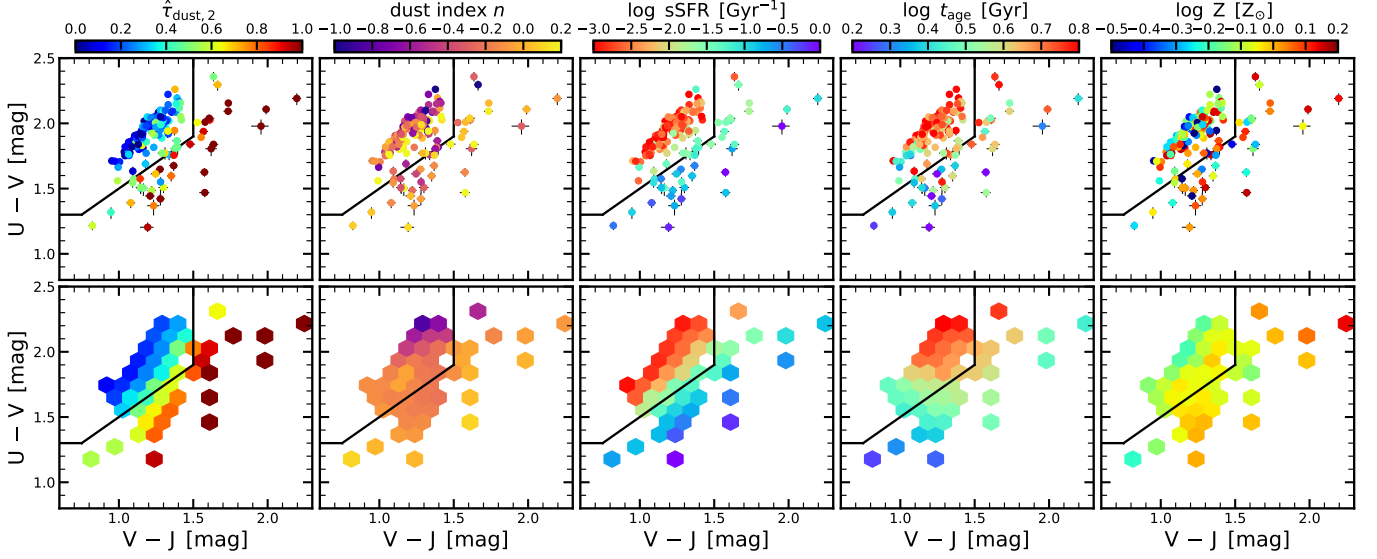 τ̂dust, 2 dust index n log sSFR [Gyr⁻¹] log tage [Gyr] log Z [Z⊙]
0.0 0.2 0.4 0.6 0.8 1.0 −1.0 −0.8 −0.6 −0.4 −0.2 0.0 0.2 −3.0 −2.5 −2.0 −1.5 −1.0 −0.5 0.0 0.2 0.3 0.4 0.5 0.6 0.7 0.8 −0.5 −0.4 −0.3 −0.2 −0.1 0.0 0.1 0.2
2.5
2.0
1.5
1.0
U − V [mag]
2.5
2.0
1.5
1.0
U − V [mag]
1.0 1.5 2.0 1.0 1.5 2.0 1.0 1.5 2.0 1.0 1.5 2.0 1.0 1.5 2.0
V − J [mag] V − J [mag] V − J [mag] V − J [mag] V − J [mag]